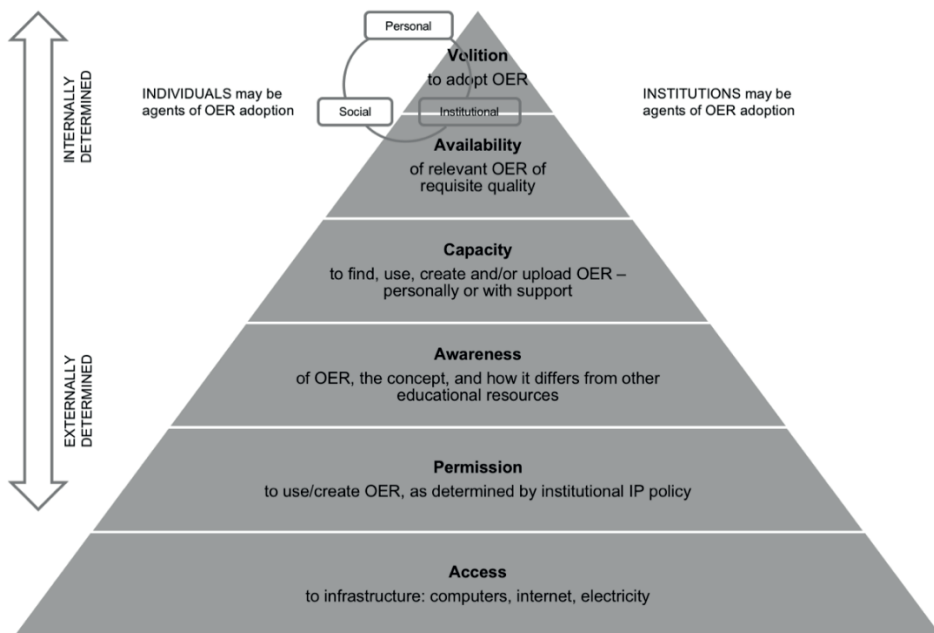 Personal
Social
Institutional
INTERNALLY
DETERMINED
EXTERNALLY
DETERMINED
INDIVIDUALS may be
agents of OER adoption
INSTITUTIONS may be
agents of OER adoption
Volition
to adopt OER
Availability
of relevant OER of
requisite quality
Capacity
to find, use, create and/or upload OER –
personally or with support
Awareness
of OER, the concept, and how it differs from other
educational resources
Permission
to use/create OER, as determined by institutional IP policy
Access
to infrastructure: computers, internet, electricity